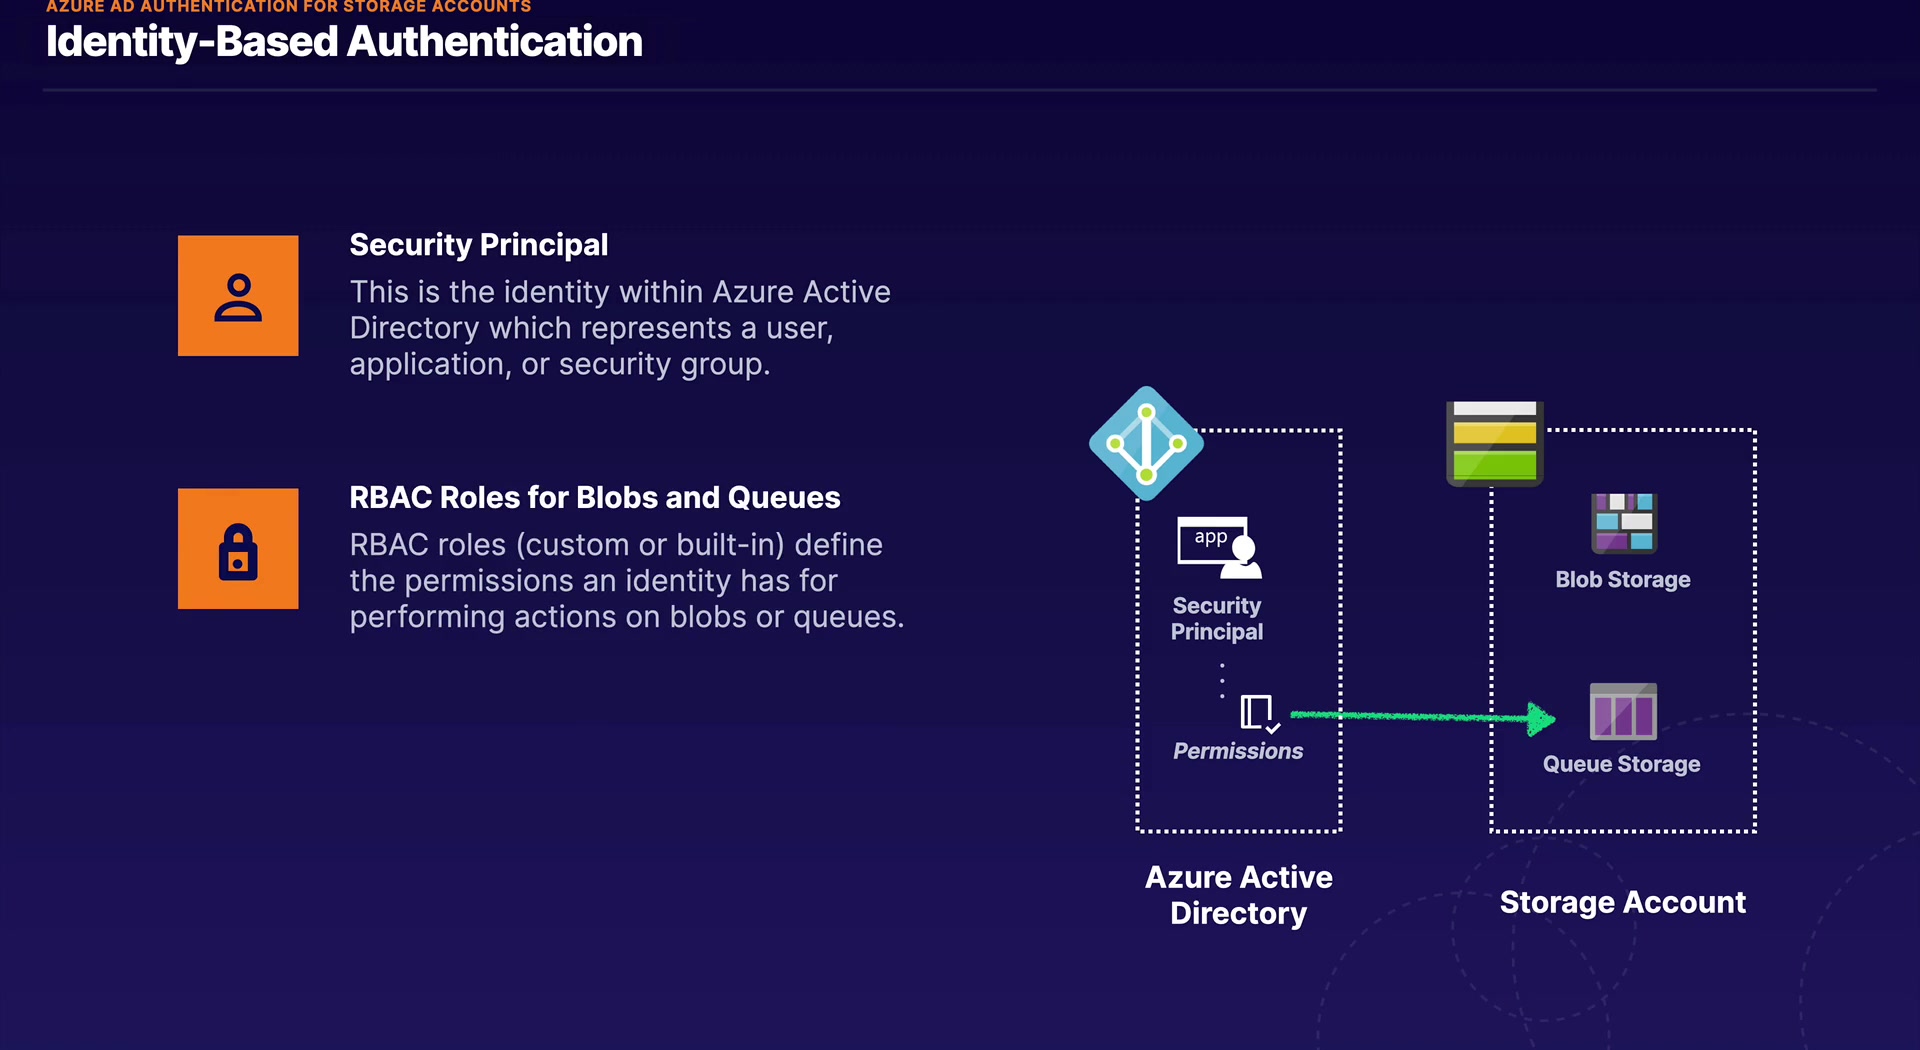 AZURE AD AUTHENTICATION FOR STORAGE ACCOUNTS
Identity-Based Authentication
Security Principal
This is the identity within Azure Active
Directory which represents a user,
application, or security group.
RBAC Roles for Blobs and Queues
RBAC roles (custom or built-in) define
the permissions an identity has for
performing actions on blobs or queues.
app
Security
Principal
Permissions
Azure Active
Directory
Blob Storage
Queue Storage
Storage Account